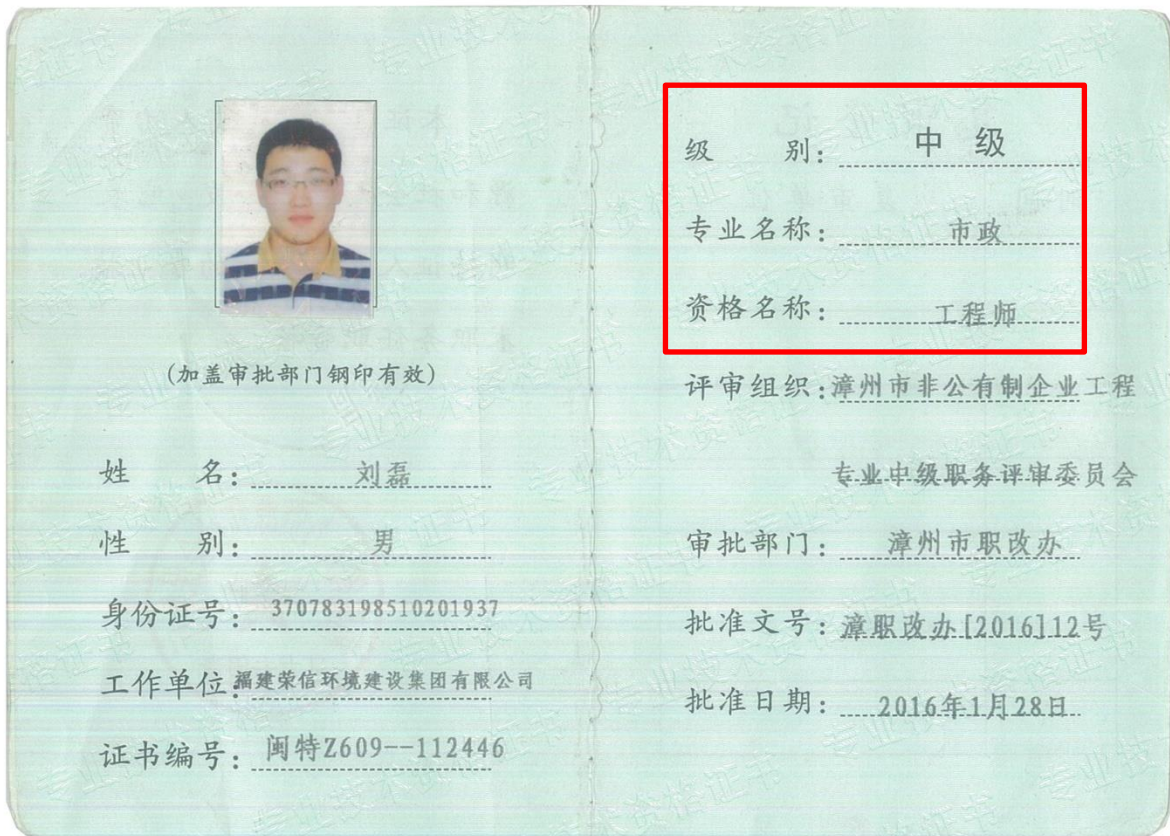 (加盖审批部门钢印有效)
姓 名: 刘磊
性 别: 男
身份证号: 370783198510201937
工作单位 福建荣信环境建设集团有限公司
证书编号: 闽特Z609--112446
级 别: 中 级
专业名称: 市政
资格名称: 工程师
评审组织:漳州市非公有制企业工程
专业中级职务评审委员会
审批部门: 漳州市职改办
批准文号: 漳职改办[2016]12号
批准日期: 2016年1月28日